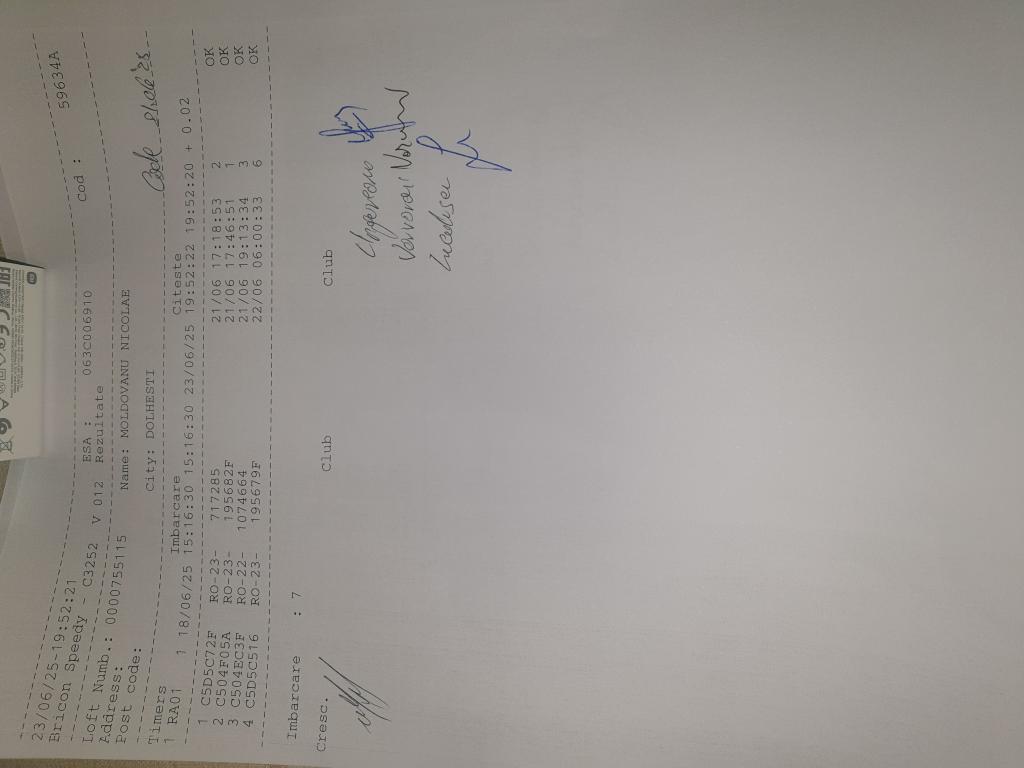 23/06/25-19:52:21
Bricon Speedy - C3252 V 012 ESA : 063C006910 cod : 59634A
Rezultate
Loft Numb.: 0000755115 Name: MOLDOVANU NICOLAE
Address:
Post code: City: DOLHESTI
Timers Imbarcare Citeste
1 RA01 1 18/06/25 15:16:30 15:16:30 23/06/25 19:52:22 19:52:20 + 0.02
1 C5D5C72F RO-23- 717285 21/06 17:18:53 2 OK
2 C504F05A RO-23- 195682F 21/06 17:46:51 1 OK
3 C504EC3F RO-22- 1074664 21/06 19:13:34 3 OK
4 C5D5C516 RO-23- 195679F 22/06 06:00:33 6 OK
Imbarcare : 7
Cresc. Club Club